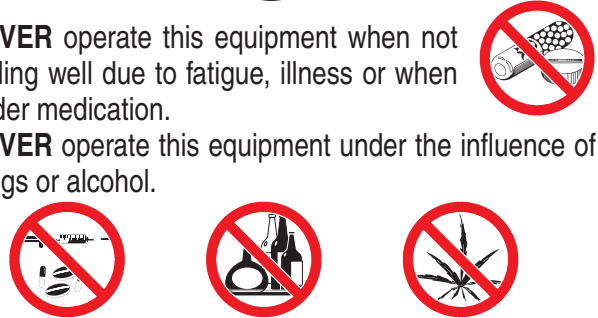 VER operate this equipment when not
ling well due to fatigue, illness or when
der medication.
VER operate this equipment under the influence of
gs or alcohol.